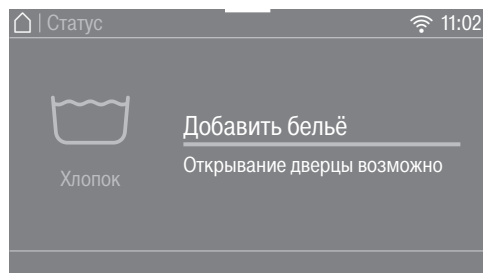 | Статус 11:02
Добавить бельё
Открывание дверцы возможно
Хлопок